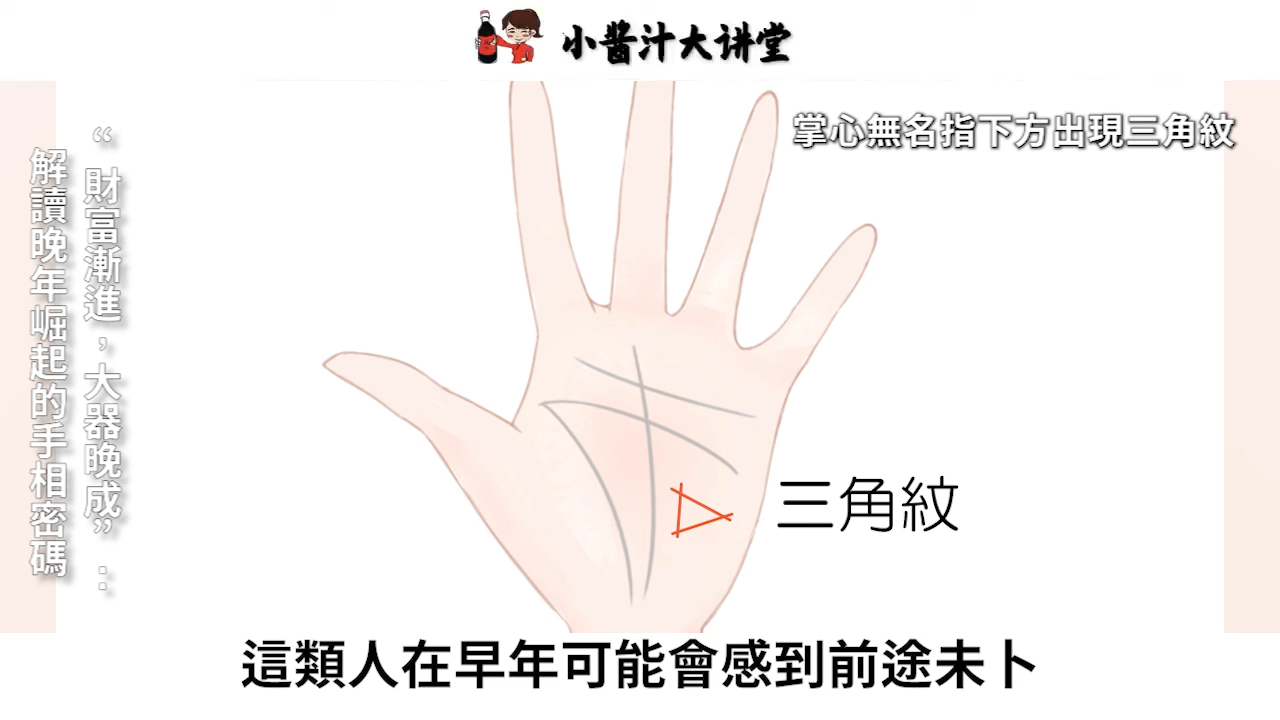 小醬汁大讲堂
掌心無名指下方出現三角紋
“財富漸進，大器晚成”：
解讀晚年崛起的手相密碼
三角紋
這類人在早年可能會感到前途未卜